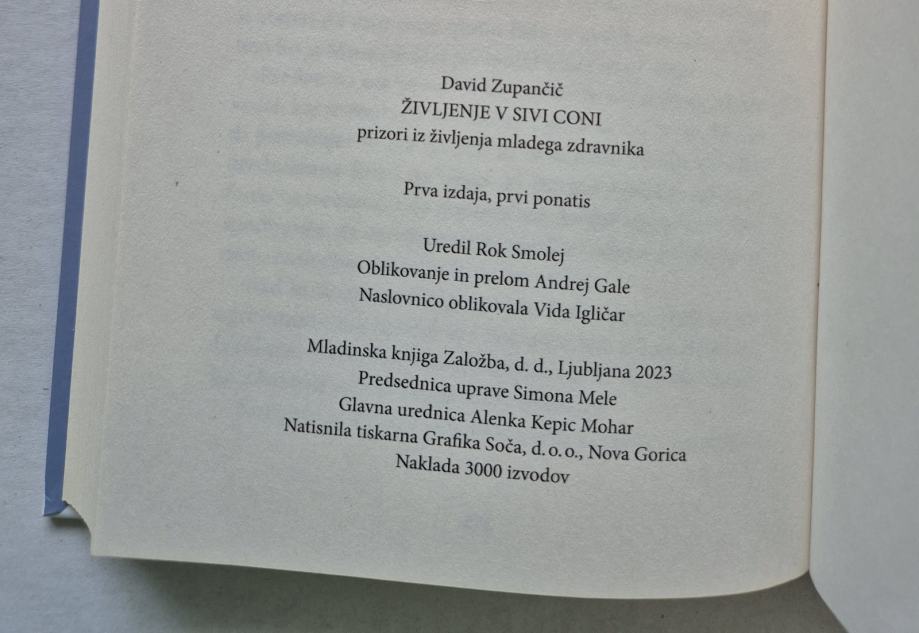 David Zupančič
ŽIVLJENJE V SIVI CONI
prizori iz življenja mladega zdravnika
Prva izdaja, prvi ponatis
Uredil Rok Smolej
Oblikovanje in prelom Andrej Gale
Naslovnico oblikovala Vida Igličar
Mladinska knjiga Založba, d. d., Ljubljana 2023
Predsednica uprave Simona Mele
Glavna urednica Alenka Kepic Mohar
Natisnila tiskarna Grafika Soča, d. o. o., Nova Gorica
Naklada 3000 izvodov